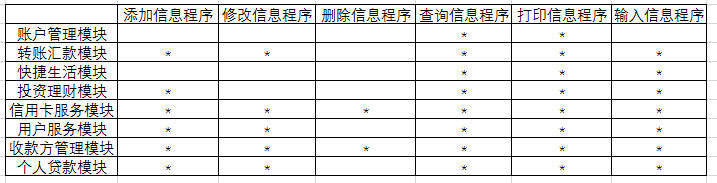 添加信息程序 修改信息程序 删除信息程序 查询信息程序 打印信息程序 输入信息程序
账户管理模块 * *
转账汇款模块 * * * * *
快捷生活模块 * * *
投资理财模块 * * * *
信用卡服务模块 * * * * * *
用户服务模块 * * * * *
收款方管理模块 * * * * * *
个人贷款模块 * * * * *